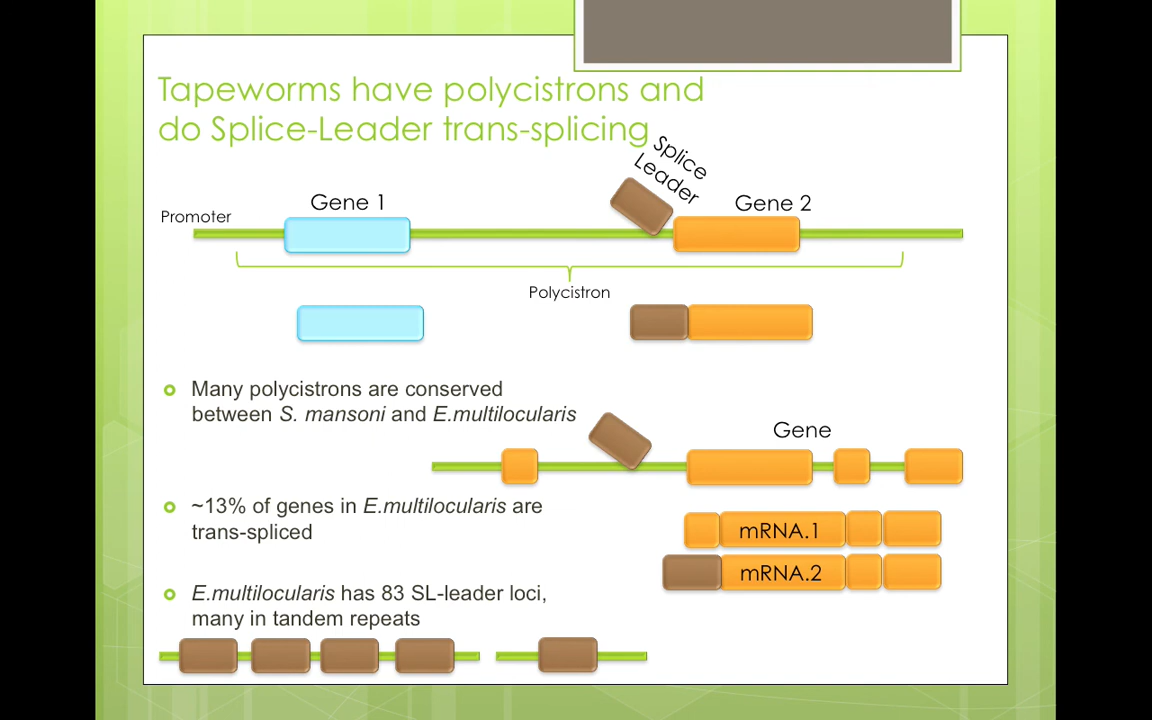 Tapeworms have polycistrons and
do Splice-Leader trans-splicing
Splice
Leader
Gene 1
Gene 2
Promoter
Polycistron
Many polycistrons are conserved
between S. mansoni and E.multilocularis
Gene
~13% of genes in E.multilocularis are
trans-spliced
mRNA.1
mRNA.2
E.multilocularis has 83 SL-leader loci,
many in tandem repeats